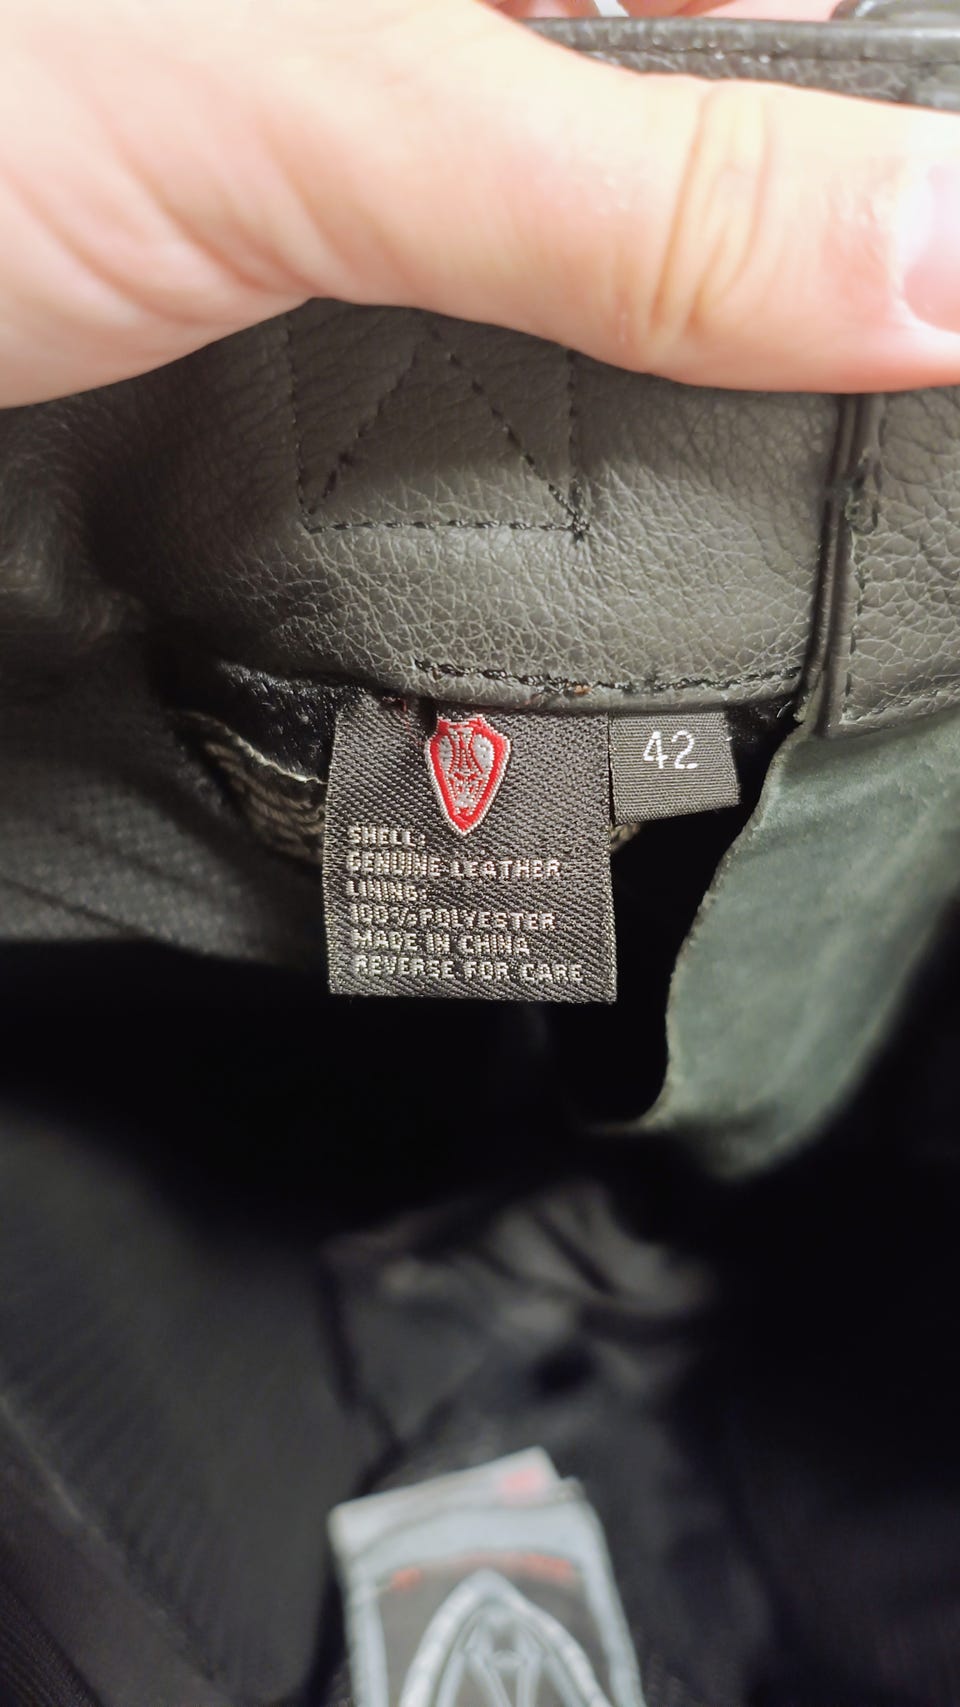 42
SHELL:
GENUINE LEATHER
LINING:
100%POLYESTER
MADE IN CHINA
REVERSE FOR CARE